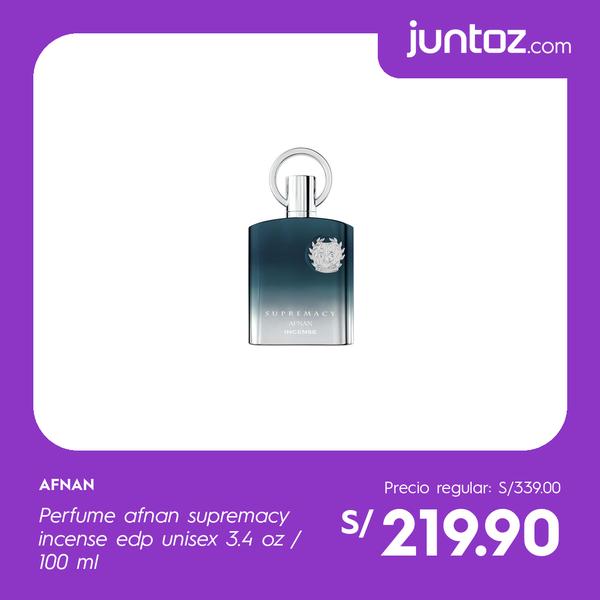 juntoz.com
SUPREMACY
AFNAN
INCENSE
AFNAN
Perfume afnan supremacy
incense edp unisex 3.4 oz /
100 ml
Precio regular: S/339.00
S/ 219.90